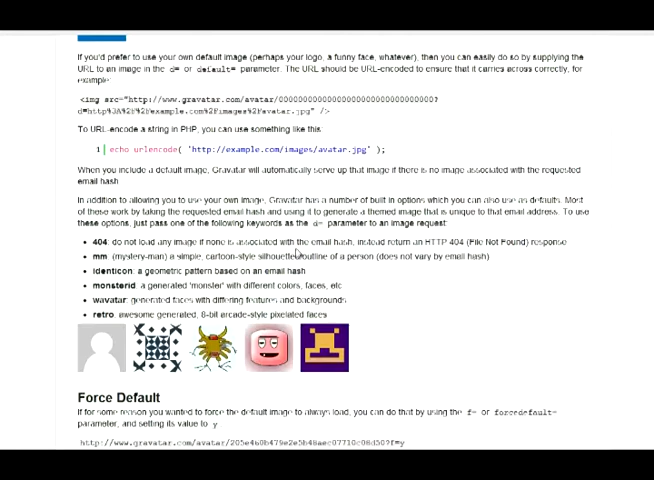 If you'd prefer to use your own default image (perhaps your logo, a funny face, whatever), then you can easily do so by supplying the
URL to an image in the d= or default= parameter. The URL should be URL-encoded to ensure that it carries across correctly, for
example:
<img src="http://www.gravatar.com/avatar/00000000000000000000000000000000?
d=http%3A%2F%2Fexample.com%2Fimages%2Favatar.jpg" />
To URL-encode a string in PHP, you can use something like this:
1 echo urlencode( 'http://example.com/images/avatar.jpg' );
When you include a default image, Gravatar will automatically serve up that image if there is no image associated with the requested
email hash.
In addition to allowing you to use your own image, Gravatar has a number of built in options which you can also use as defaults. Most
of these work by taking the requested email hash and using it to generate a themed image that is unique to that email address. To use
these options, just pass one of the following keywords as the d= parameter to an image request:
• 404: do not load any image if none is associated with the email hash, instead return an HTTP 404 (File Not Found) response
• mm: (mystery-man) a simple, cartoon-style silhouetted outline of a person (does not vary by email hash)
• identicon: a geometric pattern based on an email hash
• monsterid: a generated 'monster' with different colors, faces, etc
• wavatar: generated faces with differing features and backgrounds
• retro: awesome generated, 8-bit arcade-style pixelated faces
Force Default
If for some reason you wanted to force the default image to always load, you can do that by using the f= or forcedefault=
parameter, and setting its value to y
http://www.gravatar.com/avatar/205e460b479e2e5b48aec07710c08d50?f=y